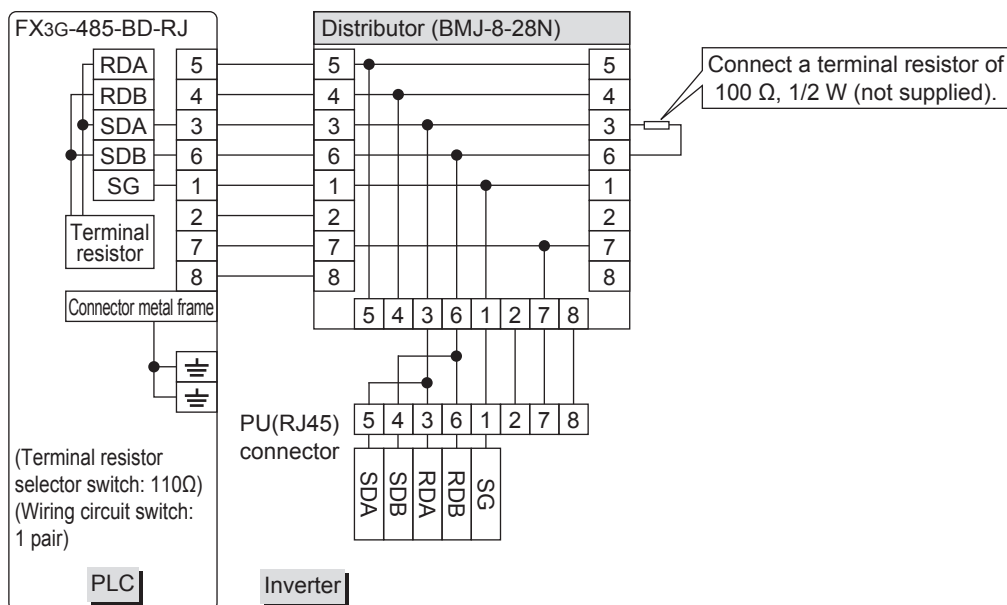 FX3G-485-BD-RJ
RDA 5
RDB 4
SDA 3
SDB 6
SG 1
2
7
8
Terminal
resistor
Connector metal frame
(Terminal resistor
selector switch: 110Ω)
(Wiring circuit switch:
1 pair)
PLC
Distributor (BMJ-8-28N)
5 5
4 4
3 3
6 6
1 1
2 2
7 7
8 8
5 4 3 6 1 2 7 8
Connect a terminal resistor of
100 Ω, 1/2 W (not supplied).
PU(RJ45)
connector
5 4 3 6 1 2 7 8
SDA
SDB
RDA
RDB
SG
Inverter